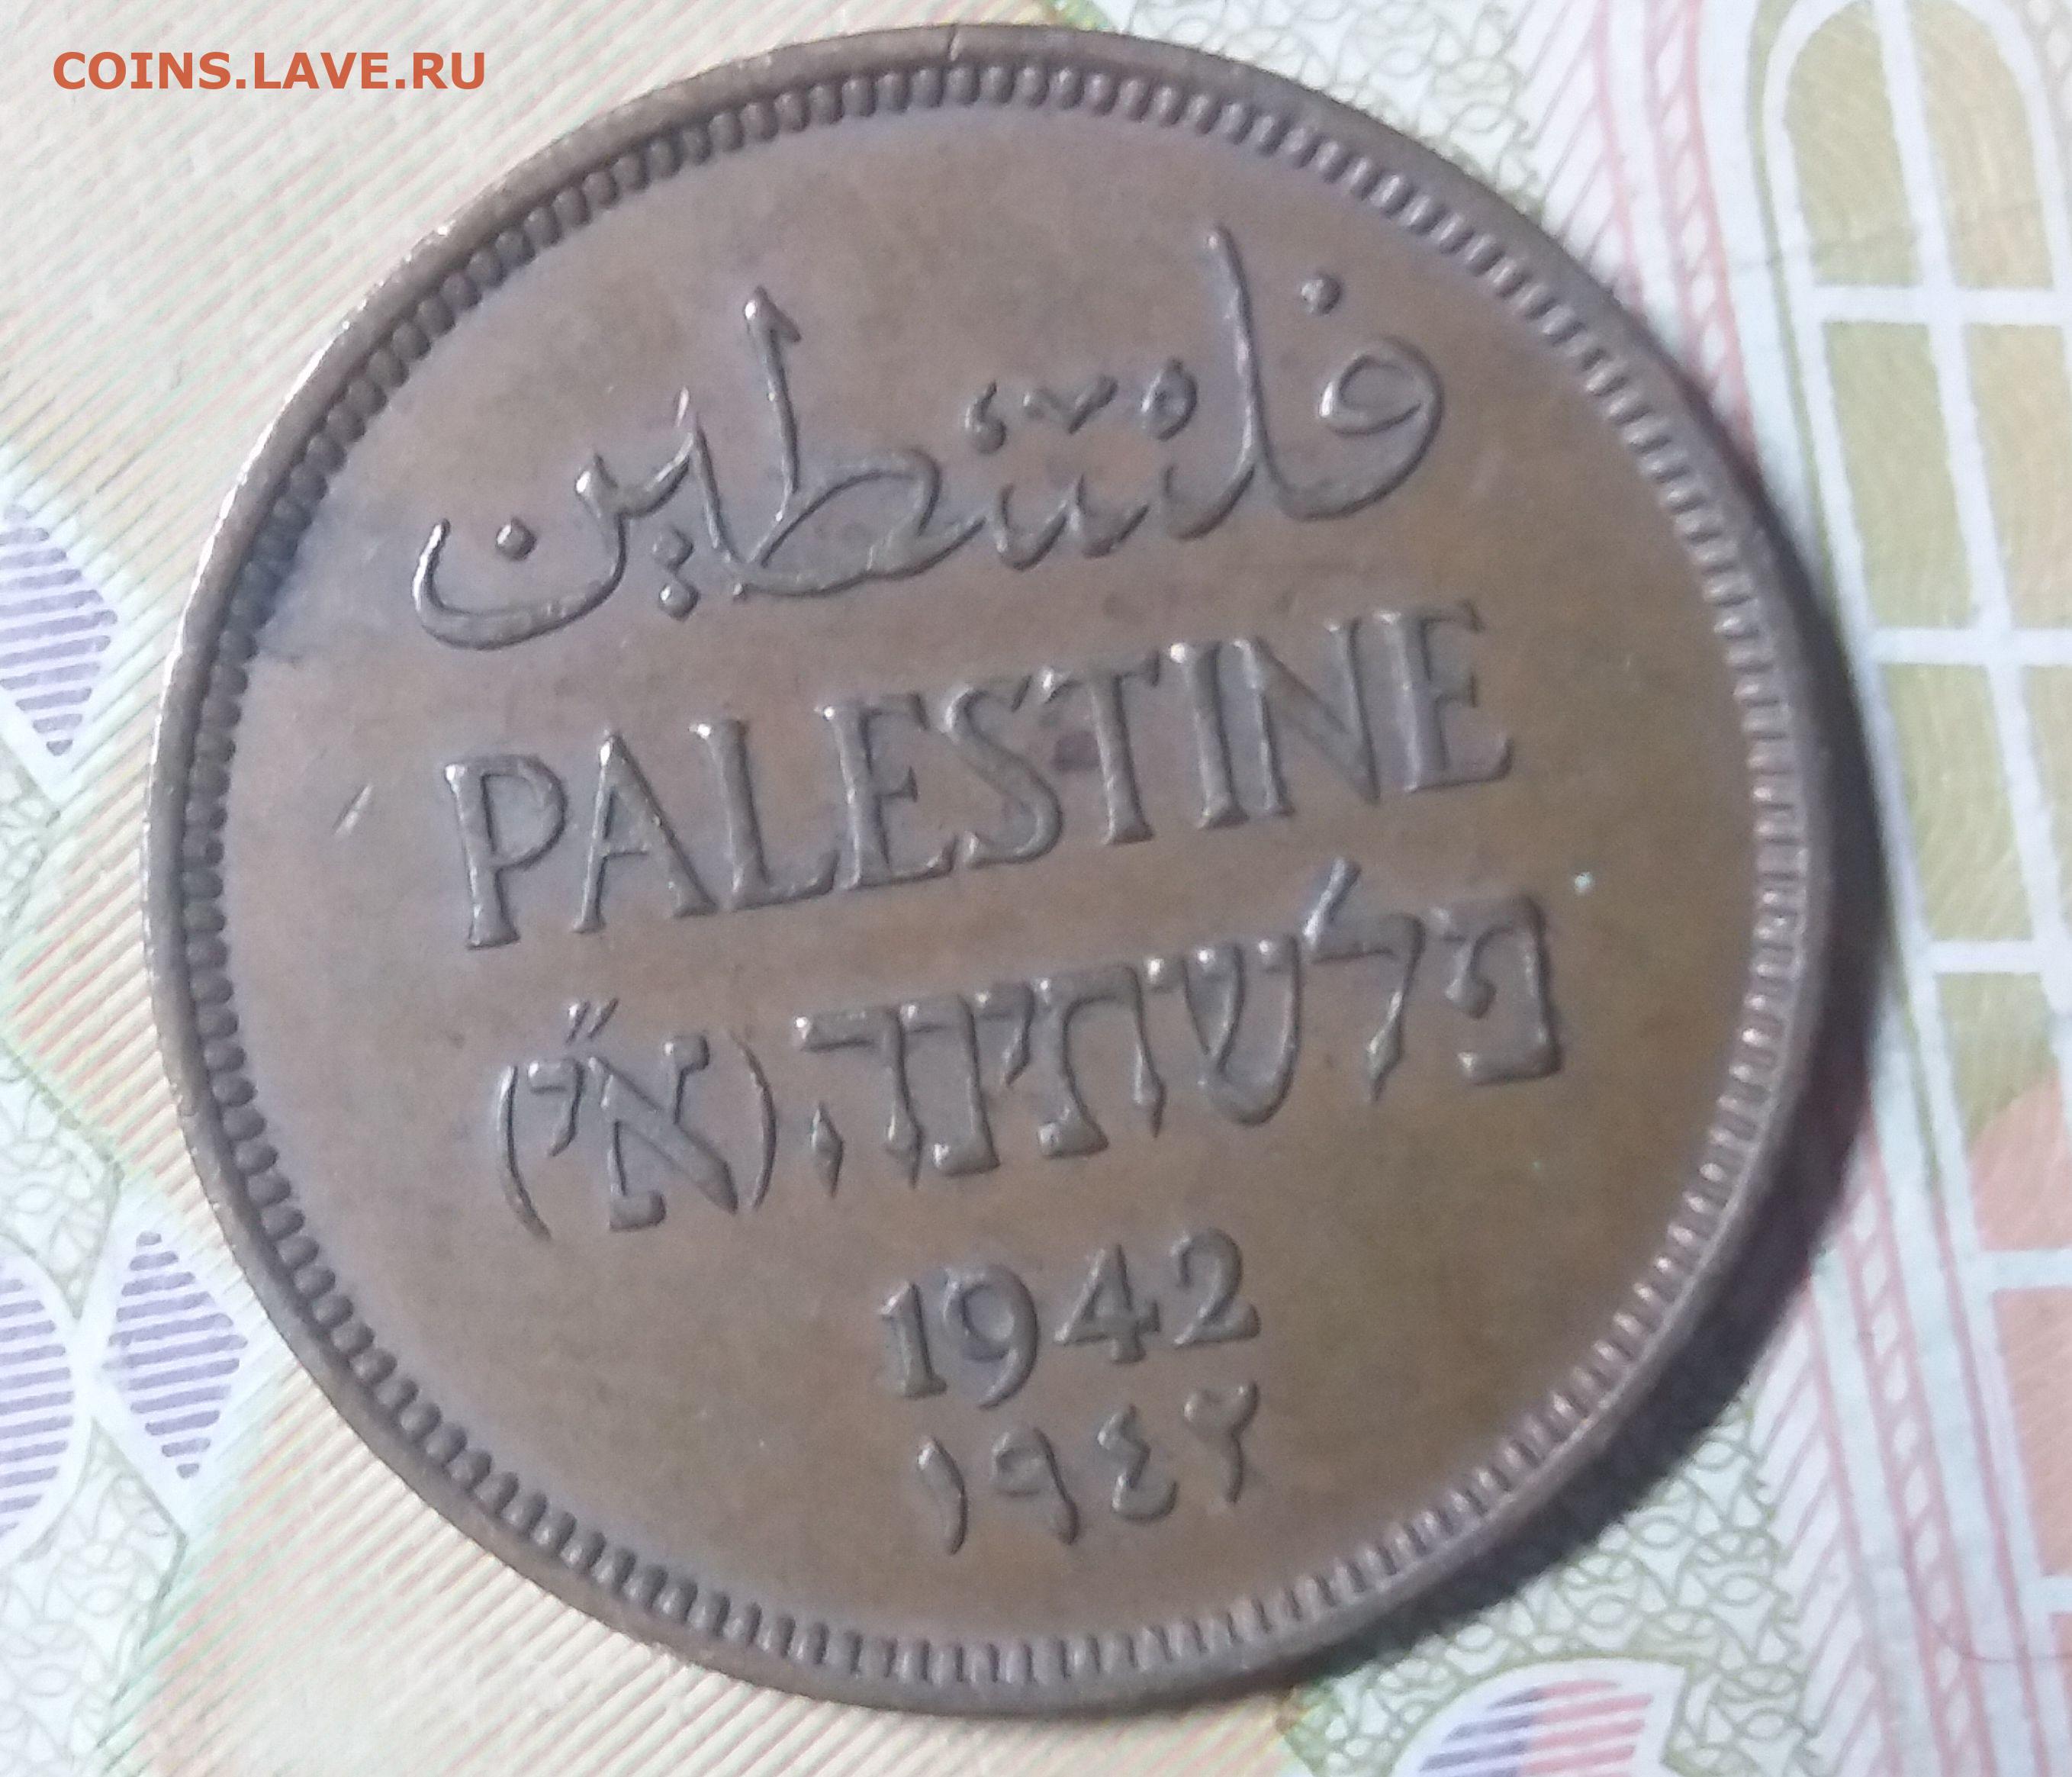 COINS.LAVE.RU
فلسطين
PALESTINE
פלשתינה (א״י)
1942
١٩٤٢